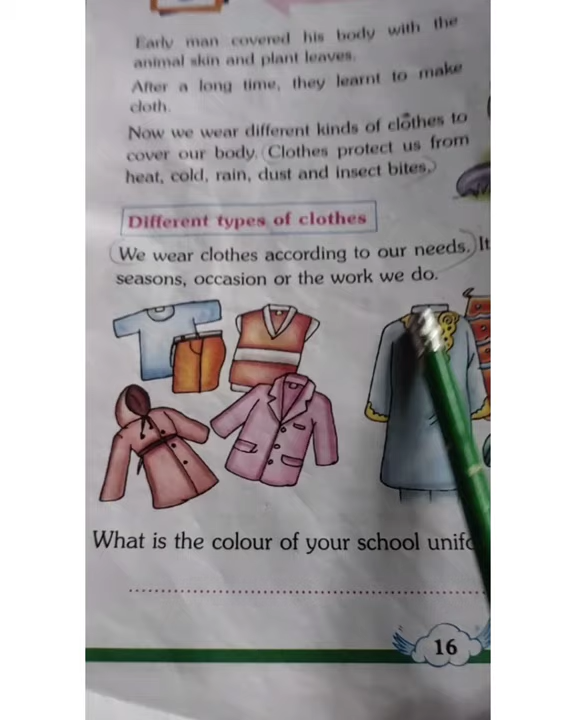 Early man covered his body with the
animal skin and plant leaves.
After a long time, they learnt to make
cloth.
Now we wear different kinds of clothes to
cover our body. Clothes protect us from
heat, cold, rain, dust and insect bites.
Different types of clothes
We wear clothes according to our needs. It
seasons, occasion or the work we do.
What is the colour of your school unifo
16